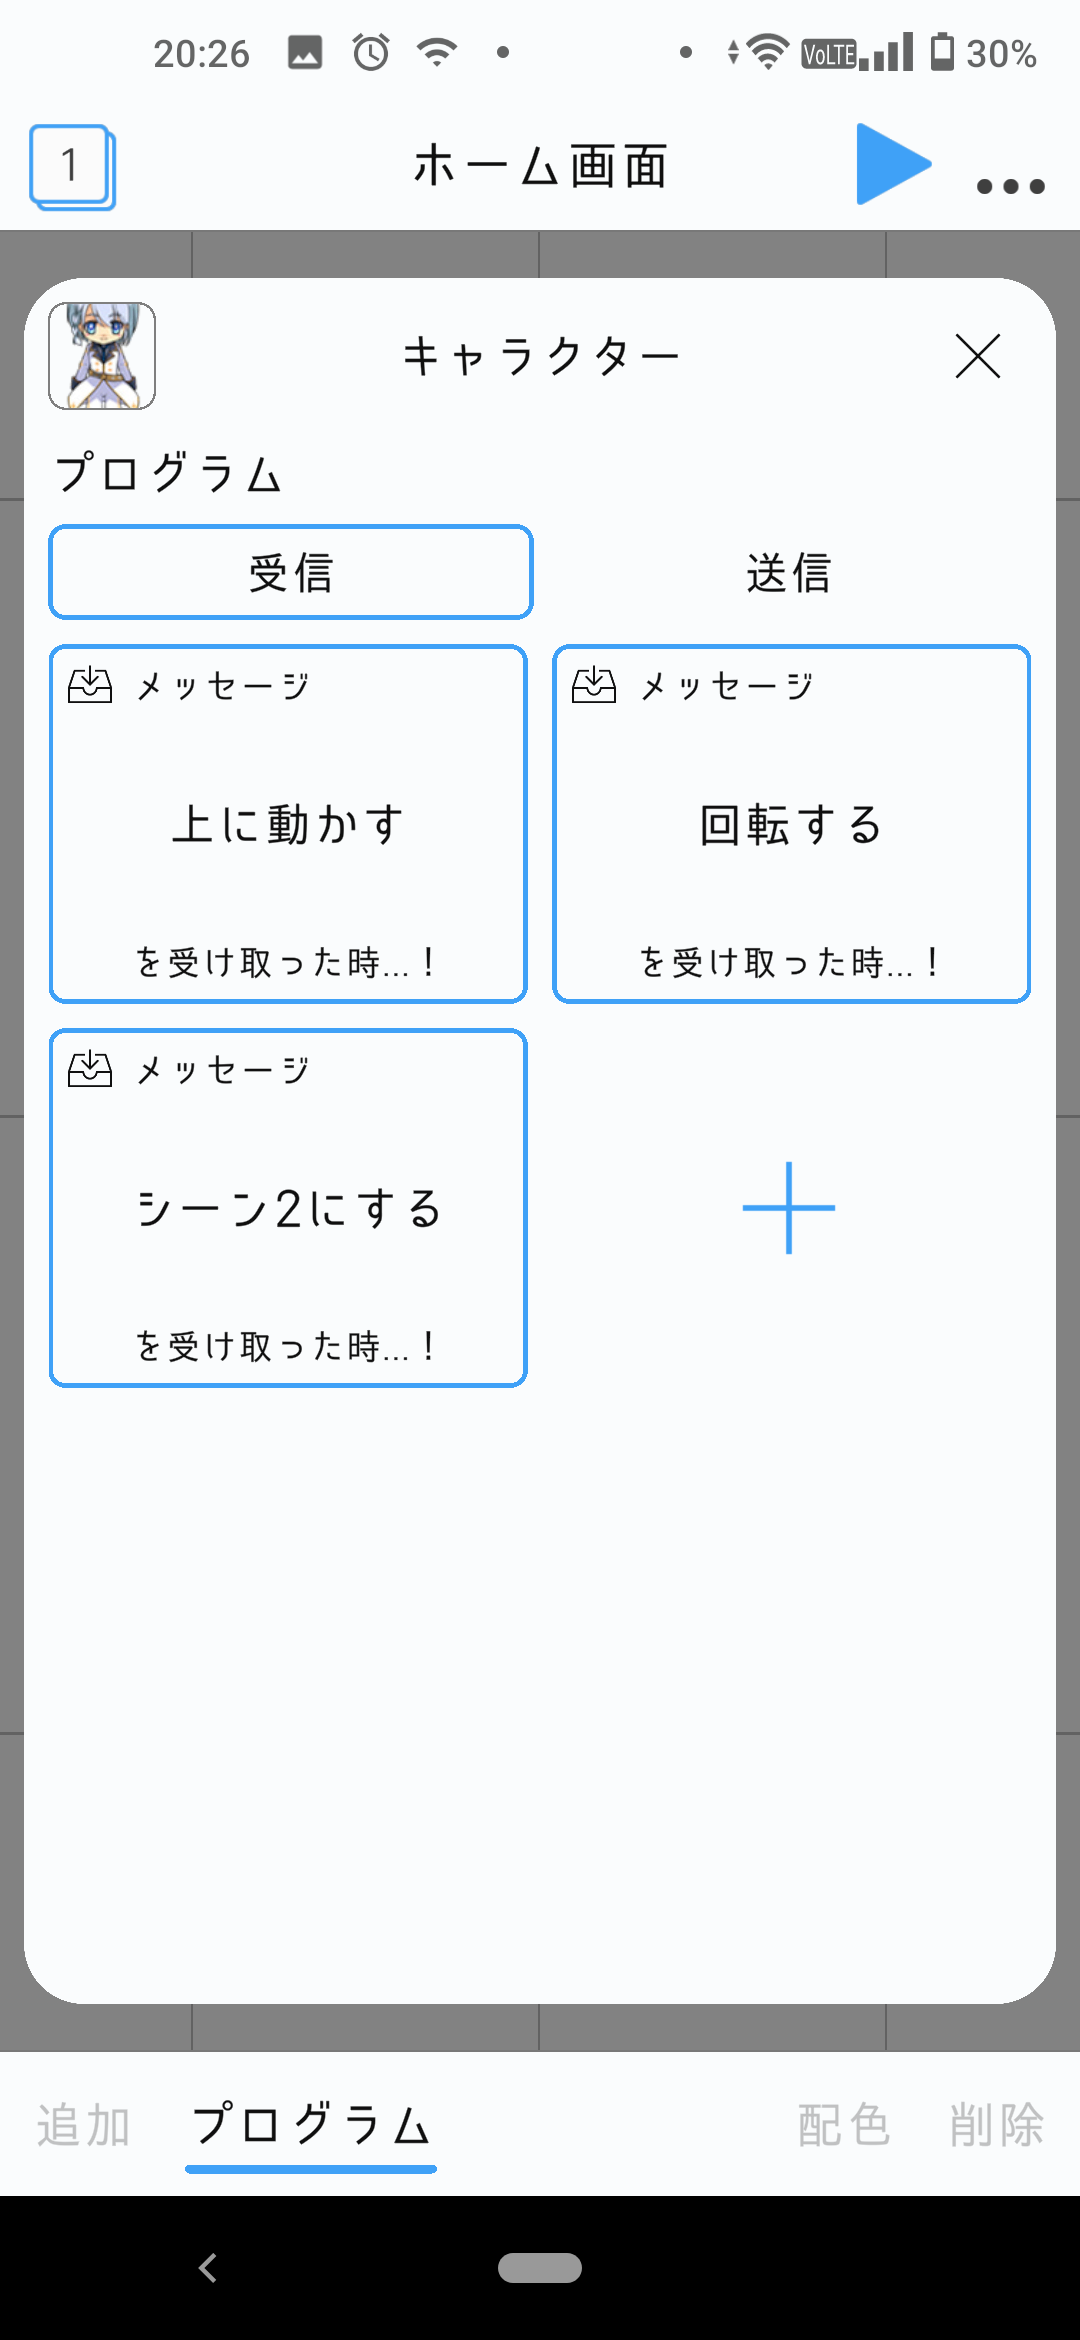 20:26 VoLTE 30%
1 ホーム画面
キャラクター
プログラム
受信 送信
メッセージ
上に動かす
を受け取った時...！
メッセージ
回転する
を受け取った時...！
メッセージ
シーン2にする
を受け取った時...！
追加 プログラム 配色 削除